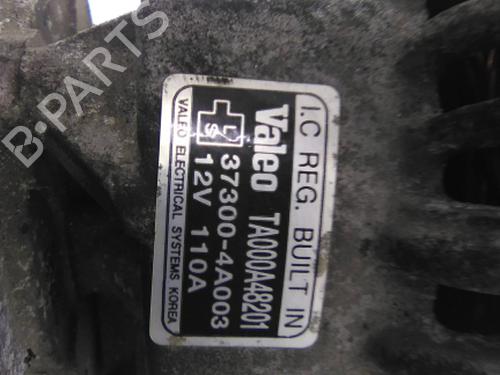 I.C REG. BUILT IN
Valeo TA000A48201
L S 37300-4A003
12V 110A
VALEO ELECTRICAL SYSTEMS KOREA
B-PARTS